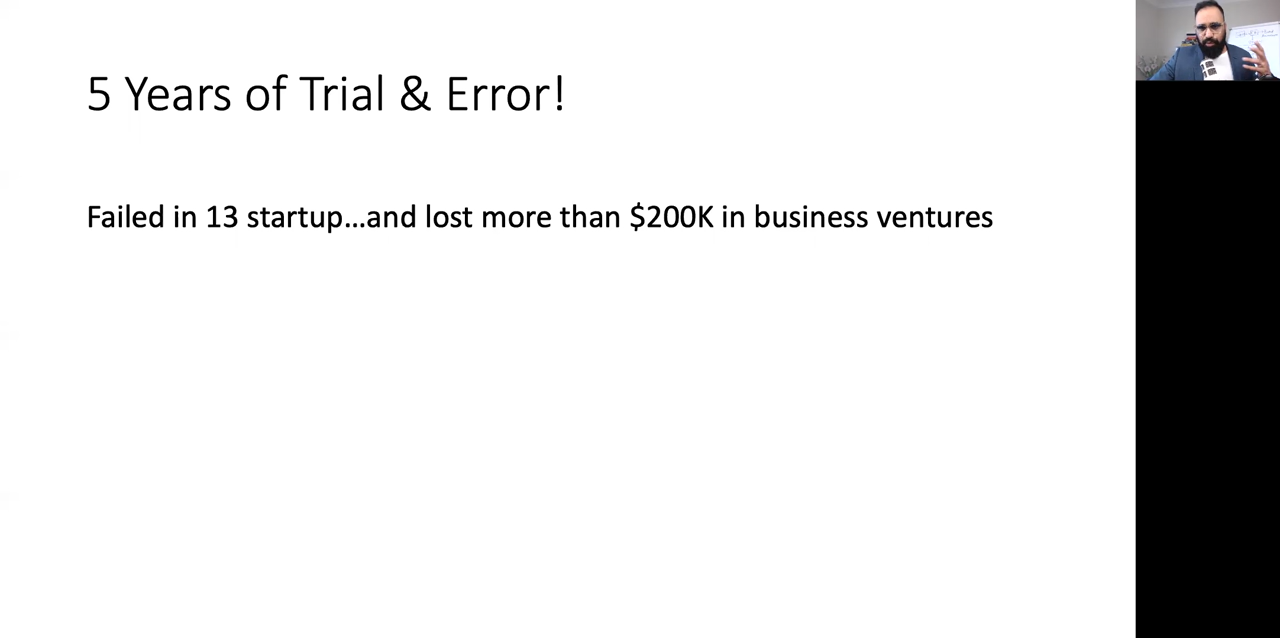 5 Years of Trial & Error!
Failed in 13 startup...and lost more than $200K in business ventures